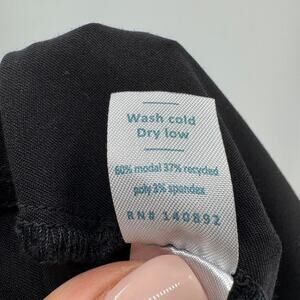 Wash cold
Dry low
60% modal 37% recycled
poly 3% spandex
RN# 140892